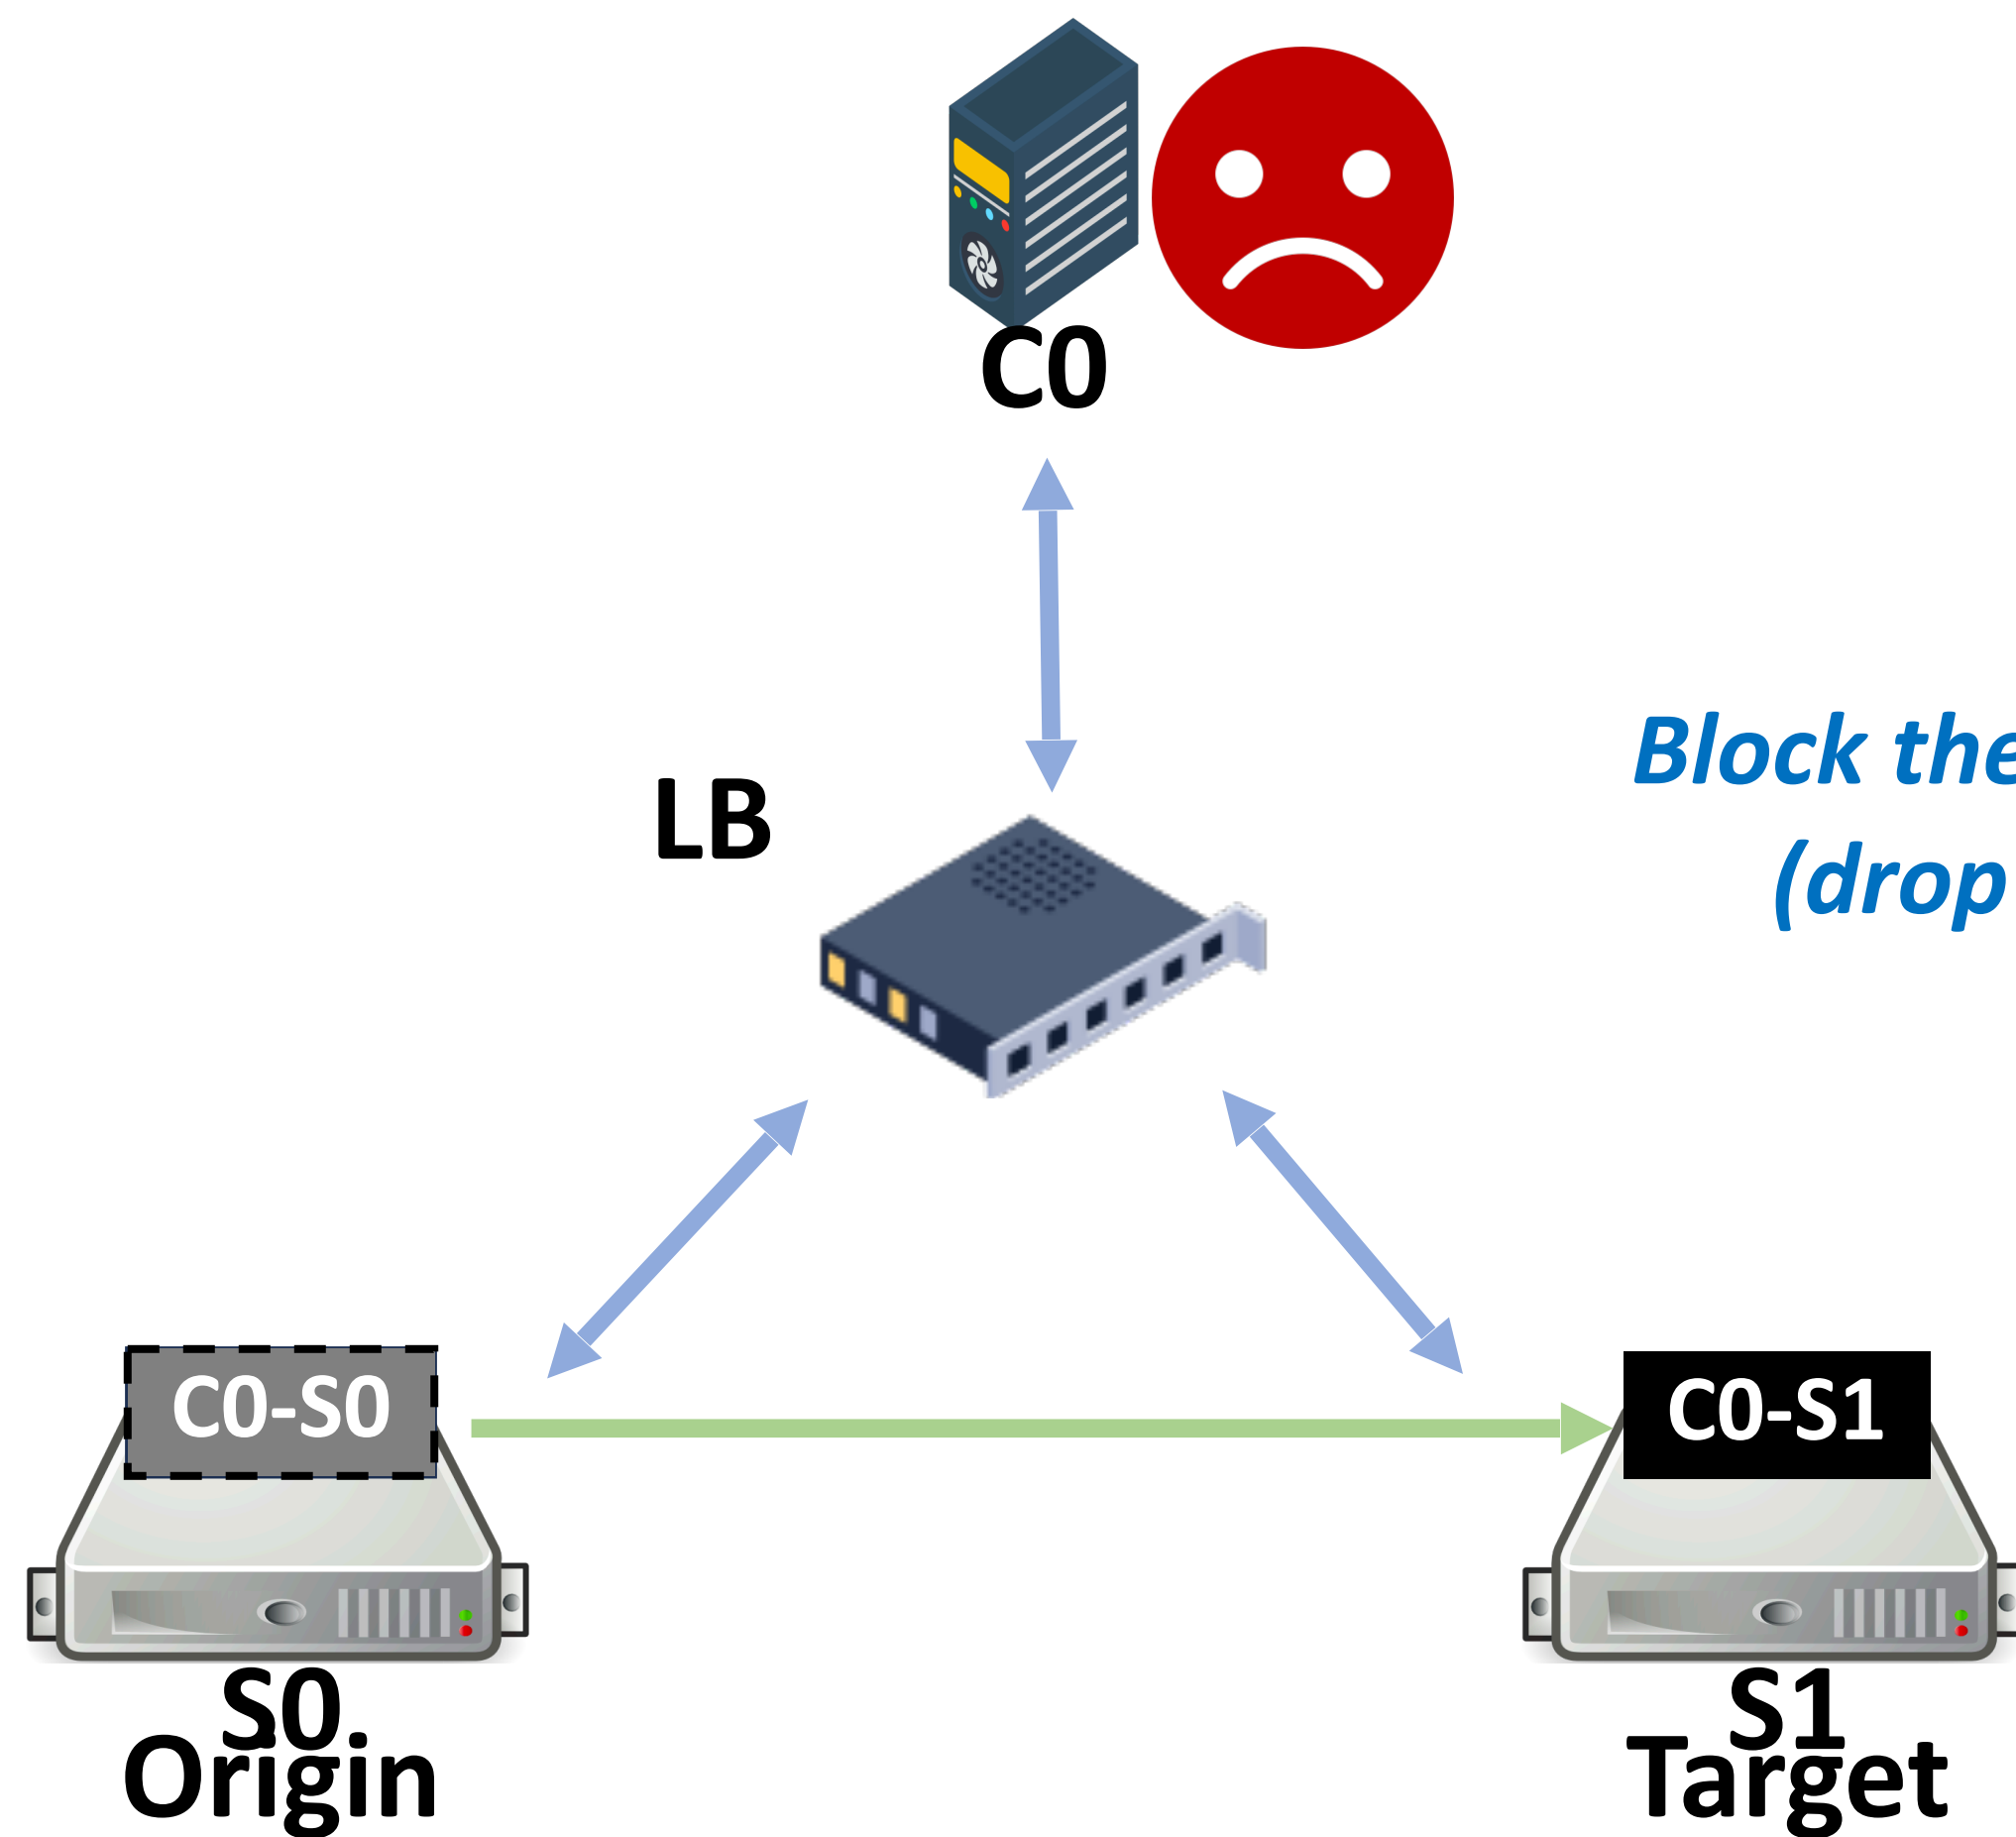 C0
LB
Block the
(drop
C0-S0
C0-S1
S0
Origin
S1
Target